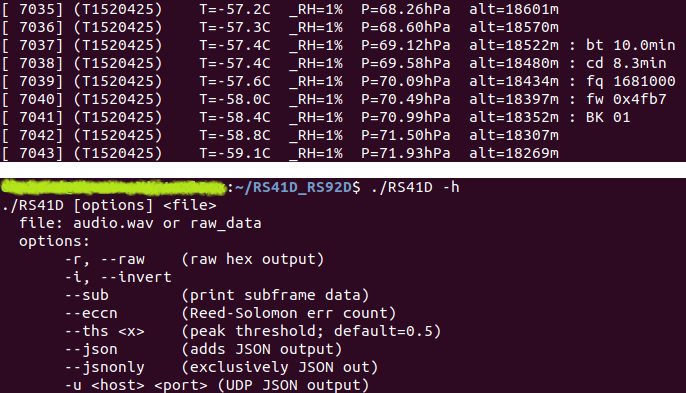 [ 7035] (T1520425) T=-57.2C _RH=1% P=68.26hPa alt=18601m
[ 7036] (T1520425) T=-57.3C _RH=1% P=68.60hPa alt=18570m
[ 7037] (T1520425) T=-57.4C _RH=1% P=69.12hPa alt=18522m : bt 10.0min
[ 7038] (T1520425) T=-57.4C _RH=1% P=69.58hPa alt=18480m : cd 8.3min
[ 7039] (T1520425) T=-57.6C _RH=1% P=70.09hPa alt=18434m : fq 1681000
[ 7040] (T1520425) T=-58.0C _RH=1% P=70.49hPa alt=18397m : fw 0x4fb7
[ 7041] (T1520425) T=-58.4C _RH=1% P=70.99hPa alt=18352m : BK 01
[ 7042] (T1520425) T=-58.8C _RH=1% P=71.50hPa alt=18307m
[ 7043] (T1520425) T=-59.1C _RH=1% P=71.93hPa alt=18269m
:~/RS41D_RS92D$ ./RS41D -h
./RS41D [options] <file>
file: audio.wav or raw_data
options:
-r, --raw (raw hex output)
-i, --invert
--sub (print subframe data)
--eccn (Reed-Solomon err count)
--ths <x> (peak threshold; default=0.5)
--json (adds JSON output)
--jsnonly (exclusively JSON out)
-u <host> <port> (UDP JSON output)